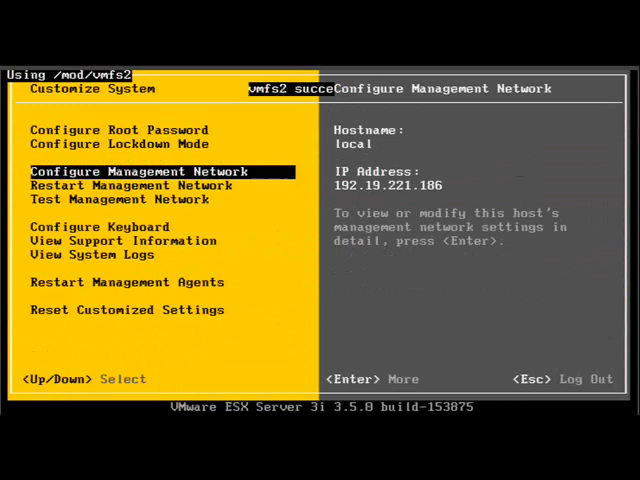 Using /mod/vmfs2
Customize System
vmfs2 succe
Configure Root Password
Configure Lockdown Mode
Configure Management Network
Restart Management Network
Test Management Network
Configure Keyboard
View Support Information
View System Logs
Restart Management Agents
Reset Customized Settings
<Up/Down> Select
Configure Management Network
Hostname:
local
IP Address:
192.19.221.186
To view or modify this host's
management network settings in
detail, press <Enter>.
<Enter> More
<Esc> Log Out
VMware ESX Server 3i 3.5.0 build-153875